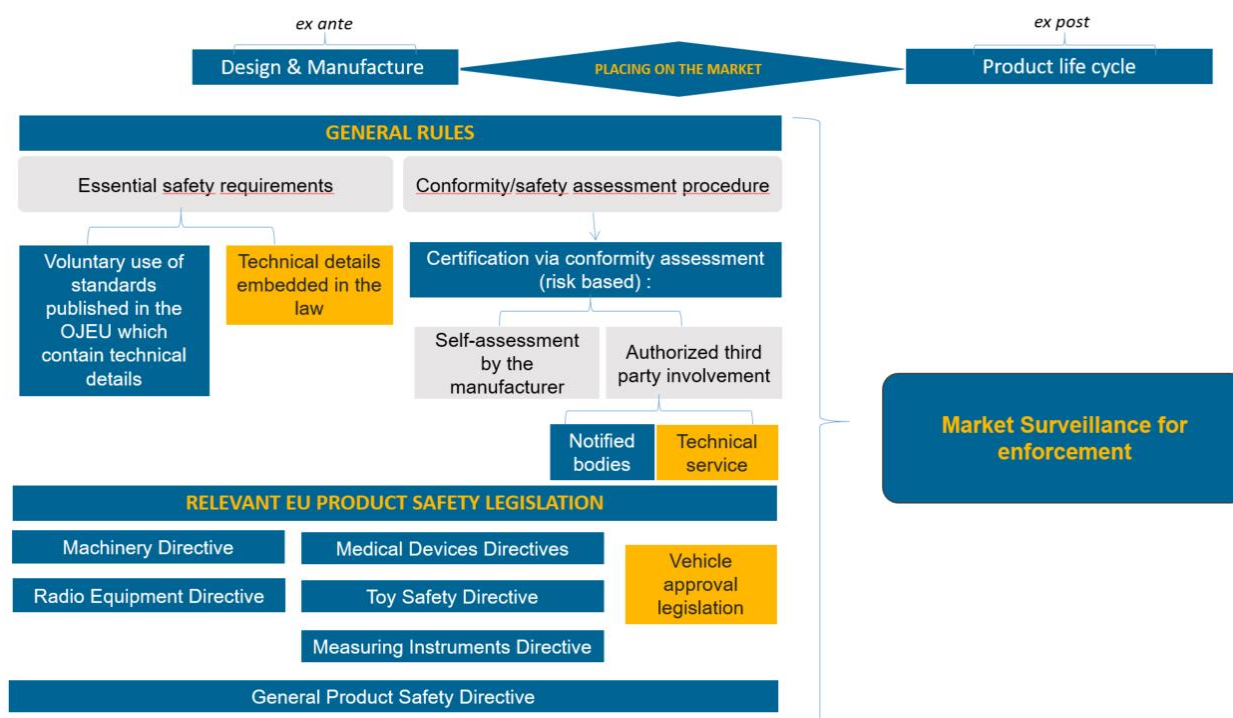 ex ante
ex post
Design & Manufacture
PLACING ON THE MARKET
Product life cycle
GENERAL RULES
Essential safety requirements
Conformity/safety assessment procedure
Voluntary use of
standards
published in the
OJEU which
contain technical
details
Technical details
embedded in the
law
Certification via conformity assessment
(risk based) :
Self-assessment
by the
manufacturer
Authorized third
party involvement
Notified
bodies
Technical
service
Market Surveillance for
enforcement
RELEVANT EU PRODUCT SAFETY LEGISLATION
Machinery Directive
Medical Devices Directives
Vehicle
approval
legislation
Radio Equipment Directive
Toy Safety Directive
Measuring Instruments Directive
General Product Safety Directive